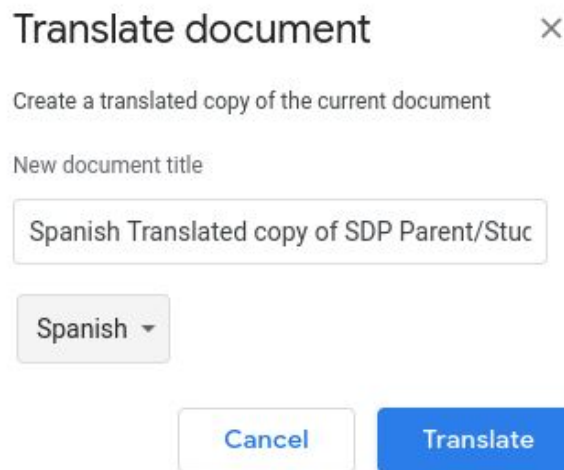 Translate document
Create a translated copy of the current document
New document title
Spanish Translated copy of SDP Parent/Stuc
Spanish
Cancel
Translate